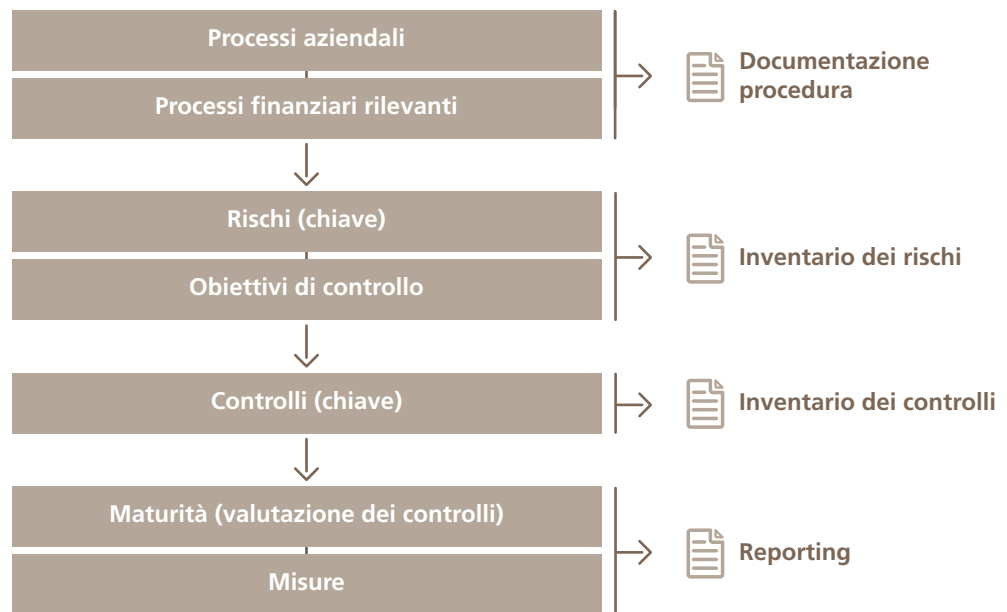 Processi aziendali
Processi finanziari rilevanti
Documentazione
procedura
Rischi (chiave)
Obiettivi di controllo
Inventario dei rischi
Controlli (chiave)
Inventario dei controlli
Maturità (valutazione dei controlli)
Misure
Reporting